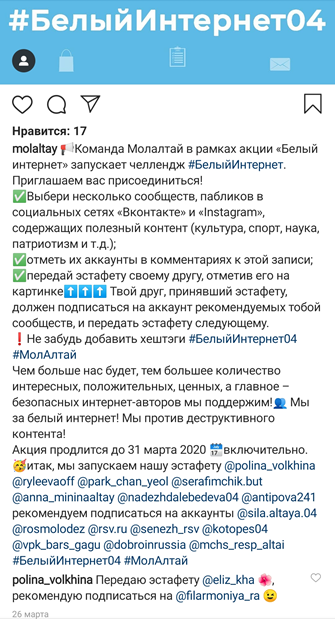 #БелыйИнтернет04
Нравится: 17
molaltay 📢Команда Молалтай в рамках акции «Белый
интернет» запускает челлендж #БелыйИнтернет.
Приглашаем вас присоединиться!
✅Выбери несколько сообществ, пабликов в
социальных сетях «Вконтакте» и «Instagram»,
содержащих полезный контент (культура, спорт, наука,
патриотизм и т.д.);
✅отметь их аккаунты в комментариях к этой записи;
✅передай эстафету своему другу, отметив его на
картинке⬆️⬆️⬆️ Твой друг, принявший эстафету,
должен подписаться на аккаунт рекомендуемых тобой
сообществ, и передать эстафету следующему.
❗Не забудь добавить хештэги #БелыйИнтернет04
#МолАлтай
Чем больше нас будет, тем большее количество
интересных, положительных, ценных, а главное –
безопасных интернет-авторов мы поддержим!👥 Мы
за белый интернет! Мы против деструктивного
контента!
Акция продлится до 31 марта 2020 📅включительно.
🥳итак, мы запускаем нашу эстафету @polina_volkhina
@ryleevaoff @park_chan_yeol @serafimchik.but
@anna_mininaaltay @nadezhdalebedeva04 @antipova241
рекомендуем подписаться на аккаунты @sila.altaya.04
@rosmolodez @rsv.ru @senezh_rsv @kotopes04
@vpk_bars_gagu @dobroinrussia @mchs_resp_altai
#БелыйИнтернет04 #МолАлтай
polina_volkhina Передаю эстафету @eliz_kha 🌺,
рекомендую подписаться на @filarmoniya_ra 😉
26 марта